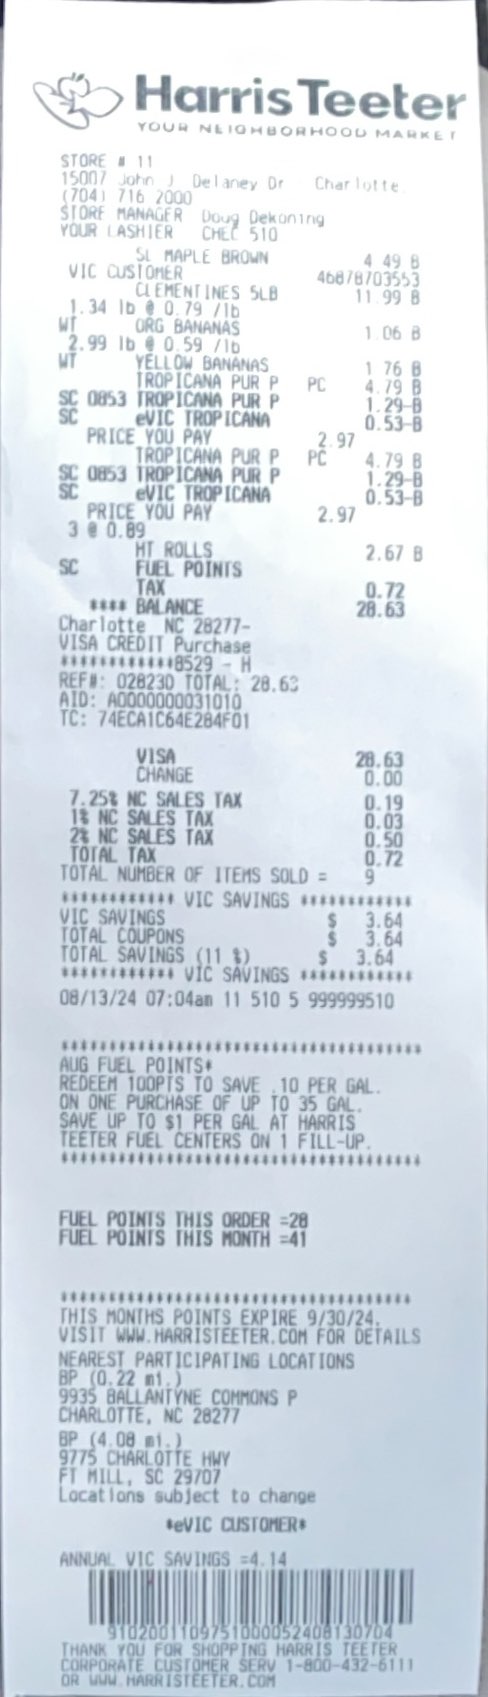 Harris Teeter
YOUR NEIGHBORHOOD MARKET
STORE # 11
15007 John J Delaney Dr Charlotte,
(704) 716 2000
STORE MANAGER Doug Dekoning
YOUR CASHIER CHEC 510
SL MAPLE BROWN 4 49 B
VIC CUSTOMER 46878703553
CLEMENTINES 5LB 11.99 B
1.34 lb @ 0.79 /lb
WT ORG BANANAS 1.06 B
2.99 lb @ 0.59 /lb
WT YELLOW BANANAS 1 76 B
TROPICANA PUR P PC 4.79 B
SC 0853 TROPICANA PUR P 1.29-B
SC eVIC TROPICANA 0.53-B
PRICE YOU PAY 2.97
TROPICANA PUR P PC 4.79 B
SC 0853 TROPICANA PUR P 1.29-B
SC eVIC TROPICANA 0.53-B
PRICE YOU PAY 2.97
3 @ 0.89
HT ROLLS 2.67 B
SC FUEL POINTS
TAX 0.72
**** BALANCE 28.63
Charlotte NC 28277-
VISA CREDIT Purchase
************8529 - H
REF#: 028230 TOTAL: 28.63
AID: A0000000031010
TC: 74ECA1C64E284F01
VISA 28.63
CHANGE 0.00
7.25% NC SALES TAX 0.19
1% NC SALES TAX 0.03
2% NC SALES TAX 0.50
TOTAL TAX 0.72
TOTAL NUMBER OF ITEMS SOLD = 9
************ VIC SAVINGS ************
VIC SAVINGS $ 3.64
TOTAL COUPONS $ 3.64
TOTAL SAVINGS (11 %) $ 3.64
************ VIC SAVINGS ************
08/13/24 07:04am 11 510 5 999999510
***************************************
AUG FUEL POINTS*
REDEEM 100PTS TO SAVE .10 PER GAL.
ON ONE PURCHASE OF UP TO 35 GAL.
SAVE UP TO $1 PER GAL AT HARRIS
TEETER FUEL CENTERS ON 1 FILL-UP.
***************************************
FUEL POINTS THIS ORDER =28
FUEL POINTS THIS MONTH =41
**************************************
THIS MONTHS POINTS EXPIRE 9/30/24.
VISIT WWW.HARRISTEETER.COM FOR DETAILS
NEAREST PARTICIPATING LOCATIONS
BP (0.22 mi.)
9935 BALLANTYNE COMMONS P
CHARLOTTE, NC 28277
BP (4.08 mi.)
9775 CHARLOTTE HWY
FT MILL, SC 29707
Locations subject to change
*eVIC CUSTOMER*
ANNUAL VIC SAVINGS =4.14
9102001109751000052408130704
THANK YOU FOR SHOPPING HARRIS TEETER
CORPORATE CUSTOMER SERV 1-800-432-6111
OR WWW.HARRISTEETER.COM